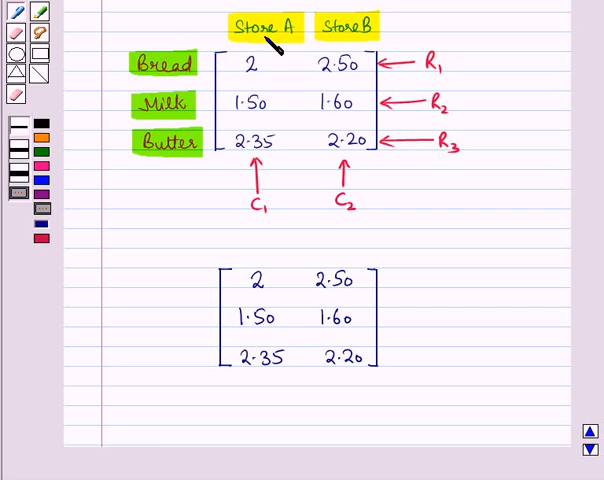 Store A Store B
Bread 2 2.50 R1
Milk 1.50 1.60 R2
Butter 2.35 2.20 R3
C1 C2
2 2.50
1.50 1.60
2.35 2.20